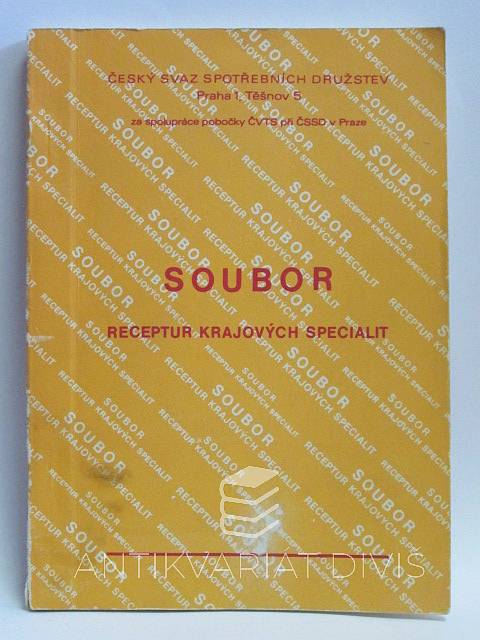 ČESKÝ SVAZ SPOTŘEBNÍCH DRUŽSTEV
Praha 1, Těšnov 5
za spolupráce pobočky ČVTS při ČSSD v Praze
SOUBOR
RECEPTUR KRAJOVÝCH SPECIALIT
ANTIKVARIAT DIVIŠ